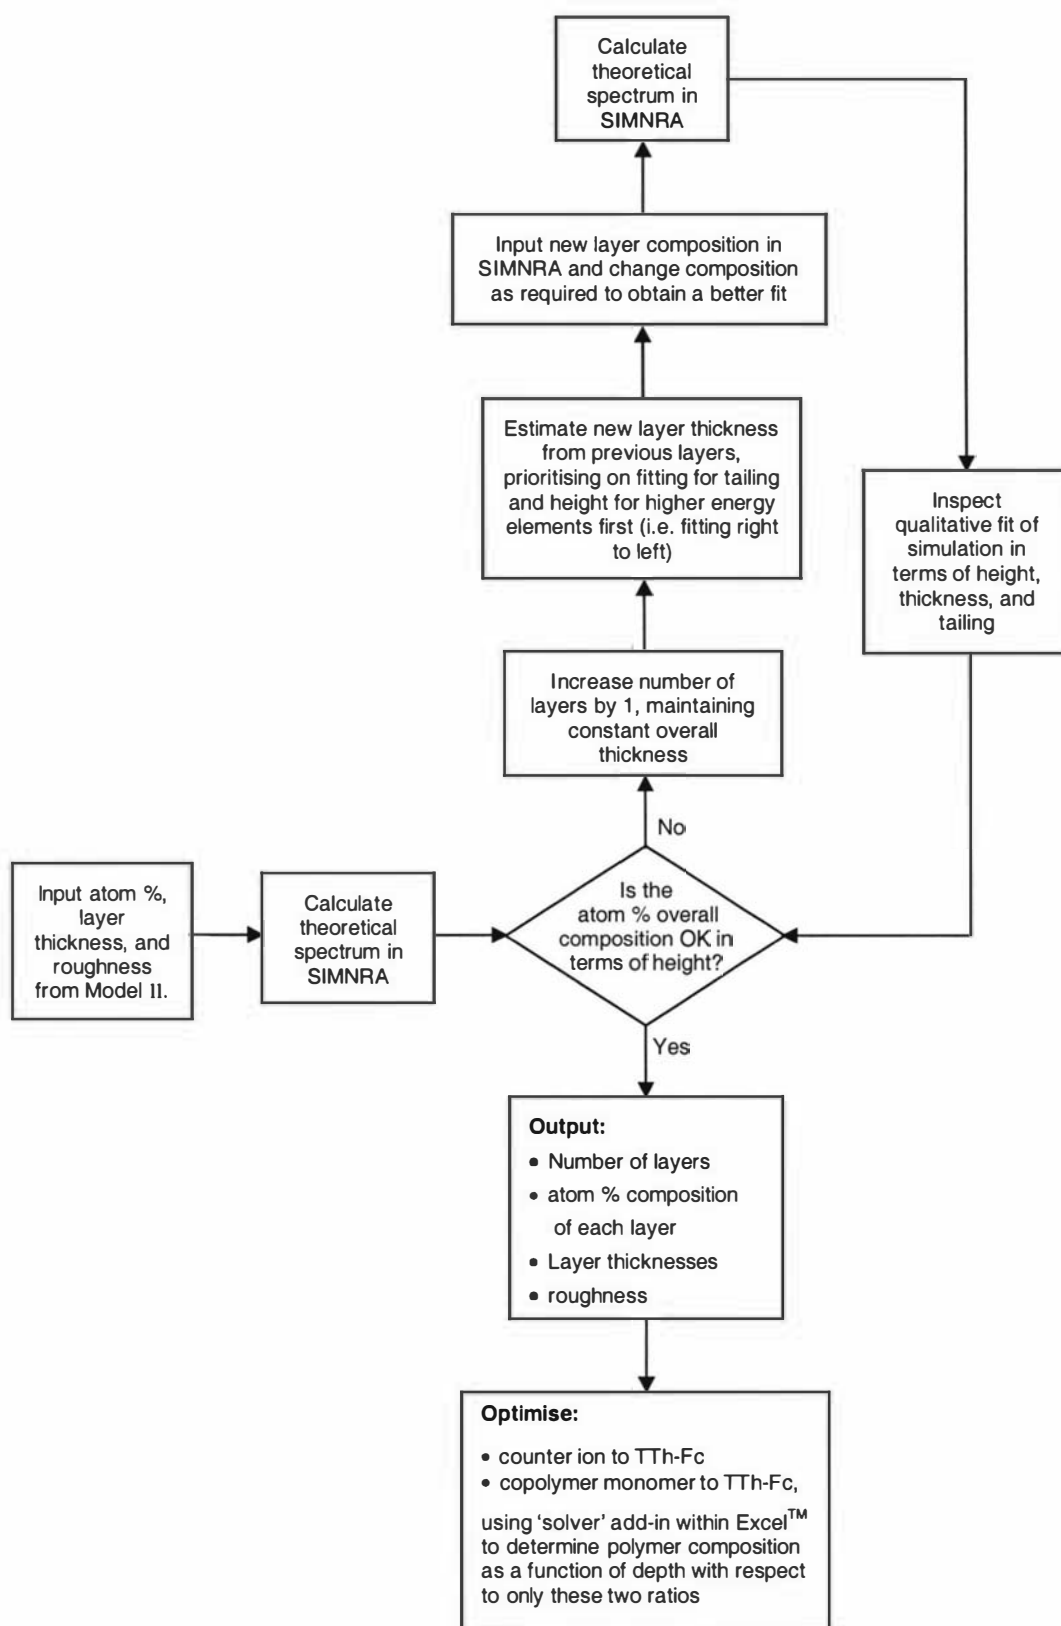 Calculate
theoretical
spectrum in
SIMNRA
Input new layer composition in
SIMNRA and change composition
as required to obtain a better fit
Estimate new layer thickness
from previous layers,
prioritising on fitting for tailing
and height for higher energy
elements first (i.e. fitting right
to left)
Inspect
qualitative fit of
simulation in
terms of height,
thickness, and
tailing
Increase number of
layers by 1, maintaining
constant overall
thickness
No
Input atom %,
layer
thickness, and
roughness
from Model II.
Calculate
theoretical
spectrum in
SIMNRA
Is the
atom % overall
composition OK in
terms of height?
Yes
Output:
• Number of layers
• atom % composition
of each layer
• Layer thicknesses
• roughness
Optimise:
• counter ion to TTh-Fc
• copolymer monomer to TTh-Fc,
using ‘solver’ add-in within Excel™
to determine polymer composition
as a function of depth with respect
to only these two ratios